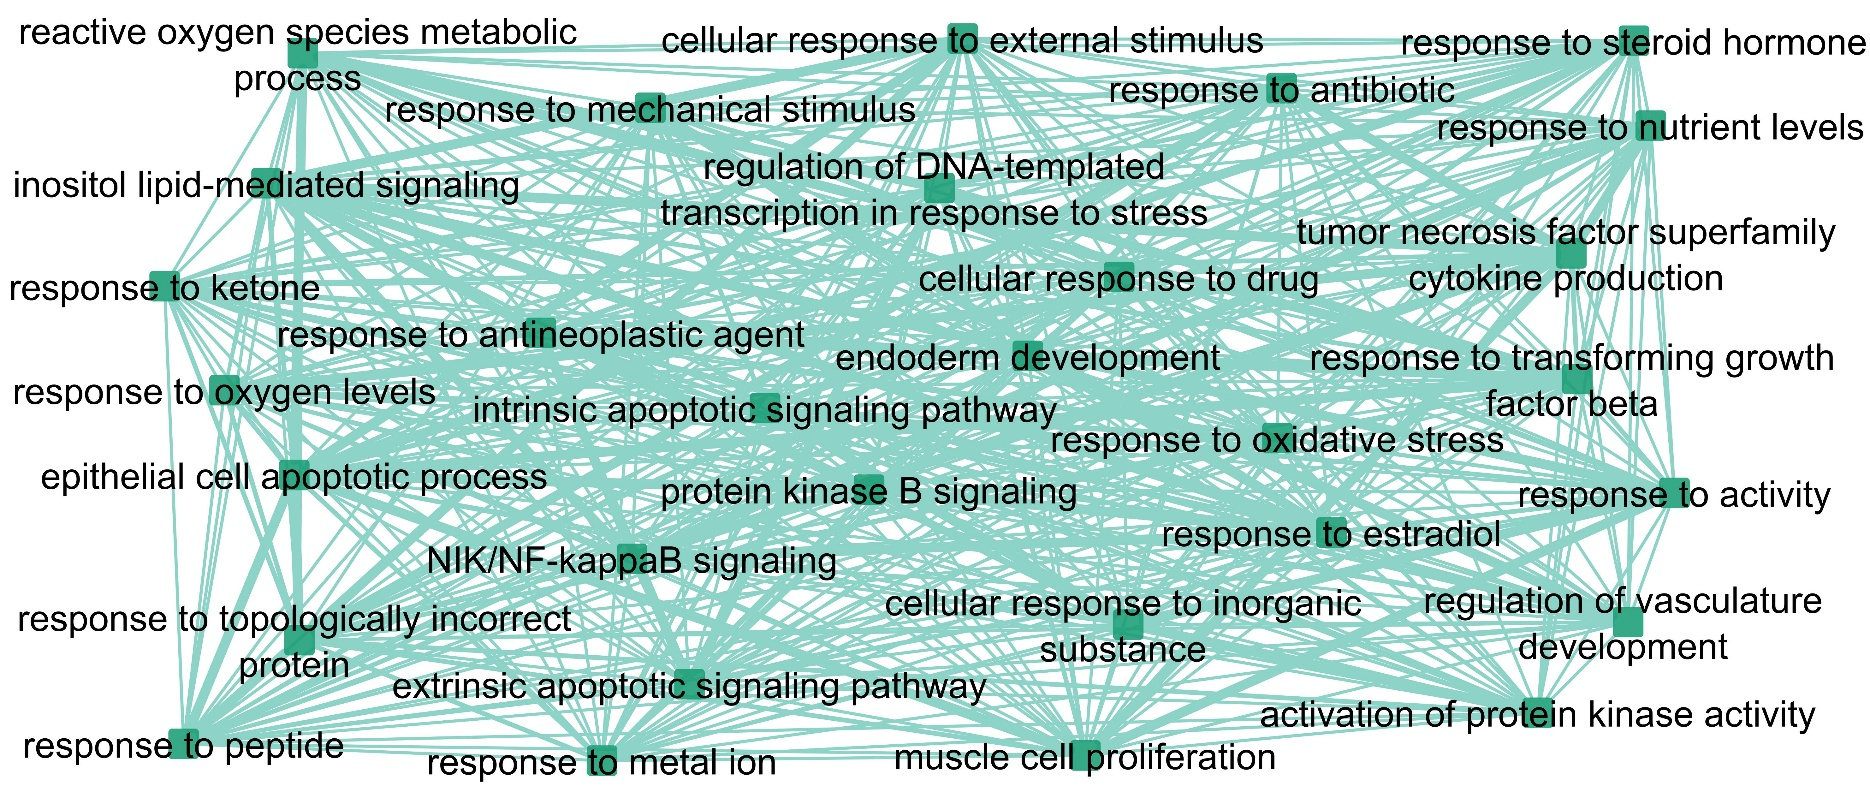 reactive oxygen species metabolic
process
cellular response to external stimulus
response to steroid hormone
response to mechanical stimulus
response to antibiotic
response to nutrient levels
inositol lipid-mediated signaling
regulation of DNA-templated
transcription in response to stress
tumor necrosis factor superfamily
cytokine production
response to ketone
cellular response to drug
response to antineoplastic agent
endoderm development
response to transforming growth
factor beta
response to oxygen levels
intrinsic apoptotic signaling pathway
response to oxidative stress
epithelial cell apoptotic process
protein kinase B signaling
response to activity
response to estradiol
NIK/NF-kappaB signaling
response to topologically incorrect
protein
cellular response to inorganic
substance
regulation of vasculature
development
extrinsic apoptotic signaling pathway
activation of protein kinase activity
response to peptide
response to metal ion
muscle cell proliferation